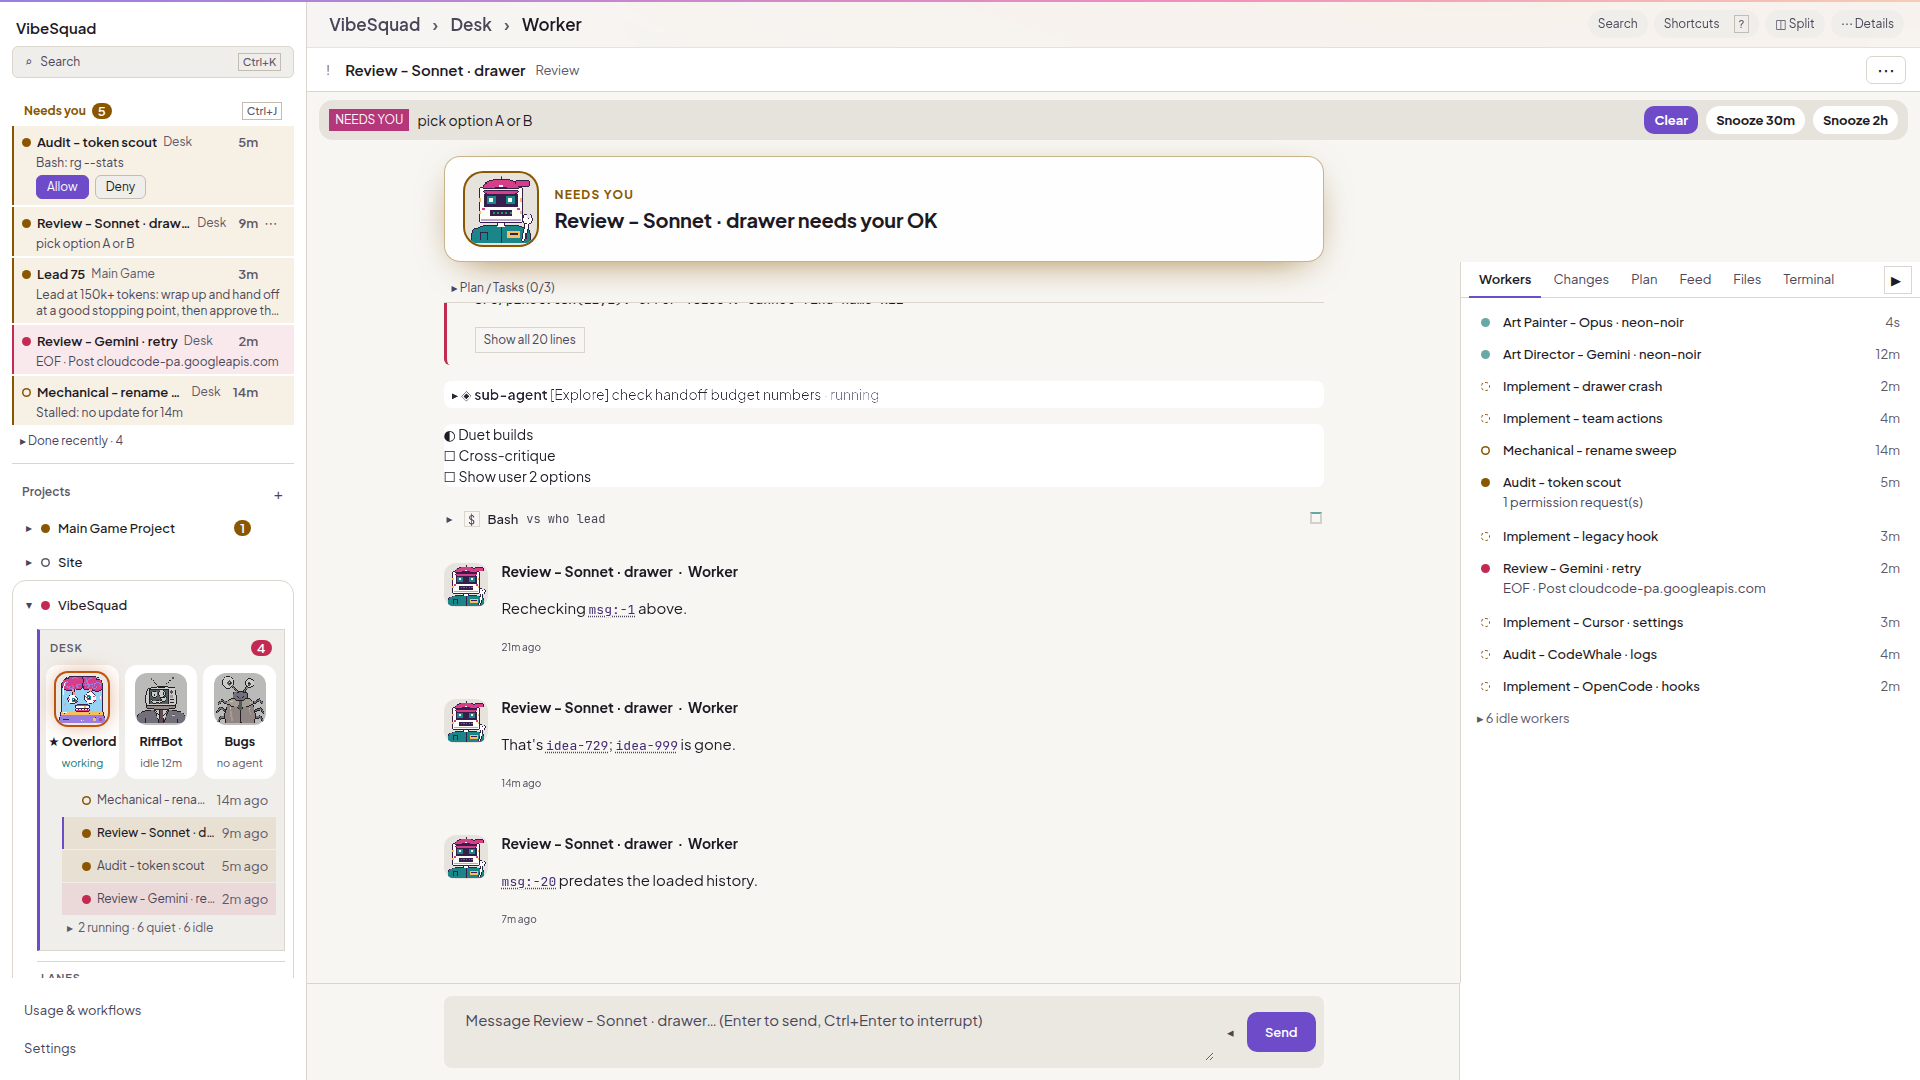 VibeSquad
Search Ctrl+K
Needs you 5 Ctrl+J
Audit – token scout Desk 5m
Bash: rg --stats
Allow Deny
Review – Sonnet · draw… Desk 9m ···
pick option A or B
Lead 75 Main Game 3m
Lead at 150k+ tokens: wrap up and hand off
at a good stopping point, then approve th…
Review – Gemini · retry Desk 2m
EOF · Post cloudcode-pa.googleapis.com
Mechanical – rename … Desk 14m
Stalled: no update for 14m
▸ Done recently · 4
Projects +
▸ Main Game Project 1
▸ Site
▾ VibeSquad
DESK 4
★ Overlord RiffBot Bugs
working idle 12m no agent
Mechanical – rena… 14m ago
Review – Sonnet · d… 9m ago
Audit – token scout 5m ago
Review – Gemini · re… 2m ago
▸ 2 running · 6 quiet · 6 idle
LANES
Usage & workflows
Settings
VibeSquad › Desk › Worker
Search Shortcuts ? Split ··· Details
! Review – Sonnet · drawer Review ···
NEEDS YOU pick option A or B Clear Snooze 30m Snooze 2h
NEEDS YOU
Review – Sonnet · drawer needs your OK
▸ Plan / Tasks (0/3)
Show all 20 lines
▸ ◈ sub-agent [Explore] check handoff budget numbers · running
◐ Duet builds
☐ Cross-critique
☐ Show user 2 options
▸ $ Bash vs who lead
Review – Sonnet · drawer · Worker
Rechecking msg:-1 above.
21m ago
Review – Sonnet · drawer · Worker
That's idea-729; idea-999 is gone.
14m ago
Review – Sonnet · drawer · Worker
msg:-20 predates the loaded history.
7m ago
Message Review – Sonnet · drawer… (Enter to send, Ctrl+Enter to interrupt) ◂ Send
Workers Changes Plan Feed Files Terminal ▶
Art Painter – Opus · neon-noir 4s
Art Director – Gemini · neon-noir 12m
Implement – drawer crash 2m
Implement – team actions 4m
Mechanical – rename sweep 14m
Audit – token scout 5m
1 permission request(s)
Implement – legacy hook 3m
Review – Gemini · retry 2m
EOF · Post cloudcode-pa.googleapis.com
Implement – Cursor · settings 3m
Audit – CodeWhale · logs 4m
Implement – OpenCode · hooks 2m
▸ 6 idle workers